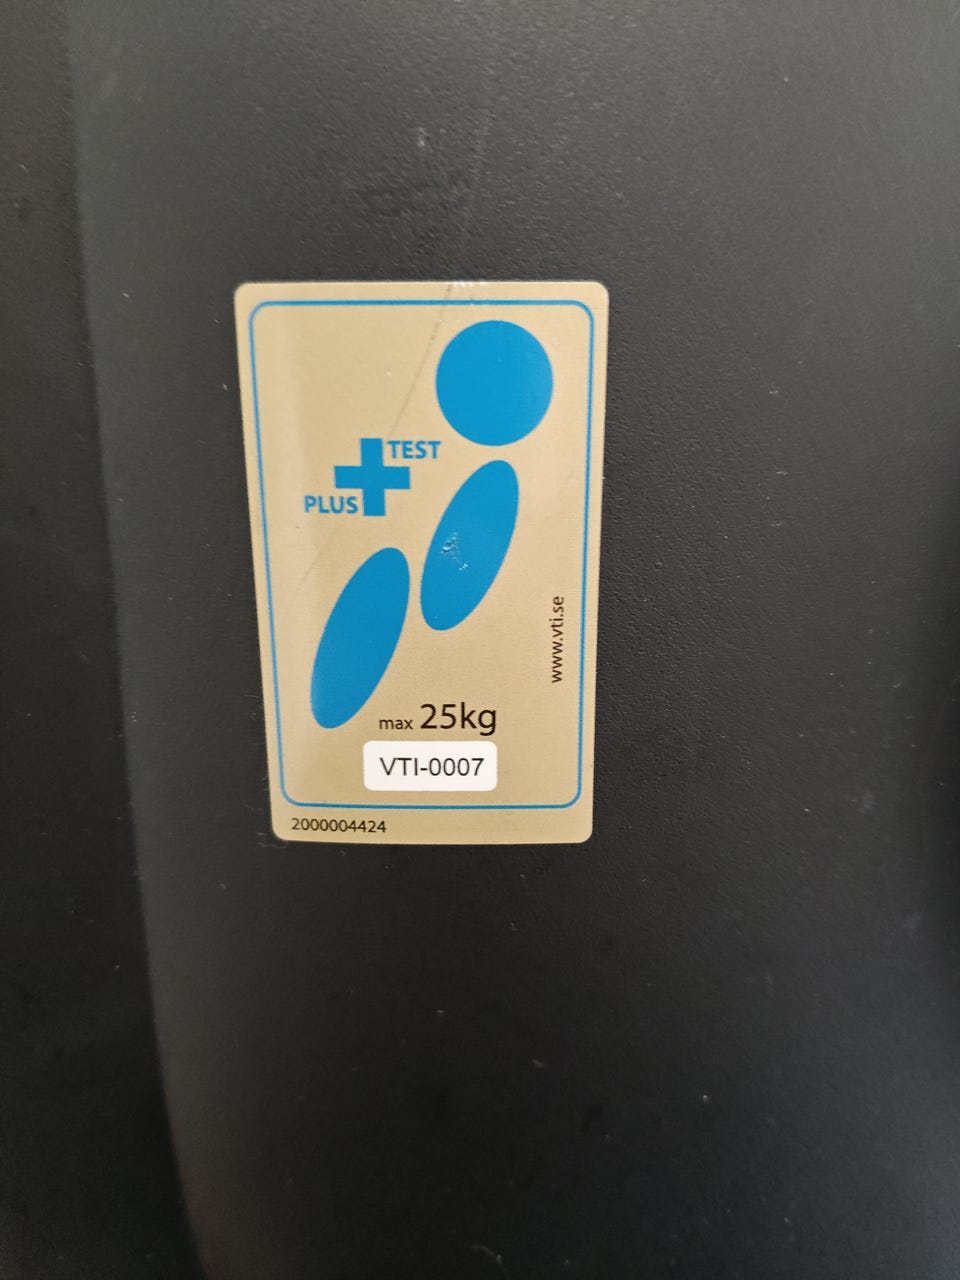 TEST
PLUS
www.vti.se
max 25kg
VTI-0007
2000004424